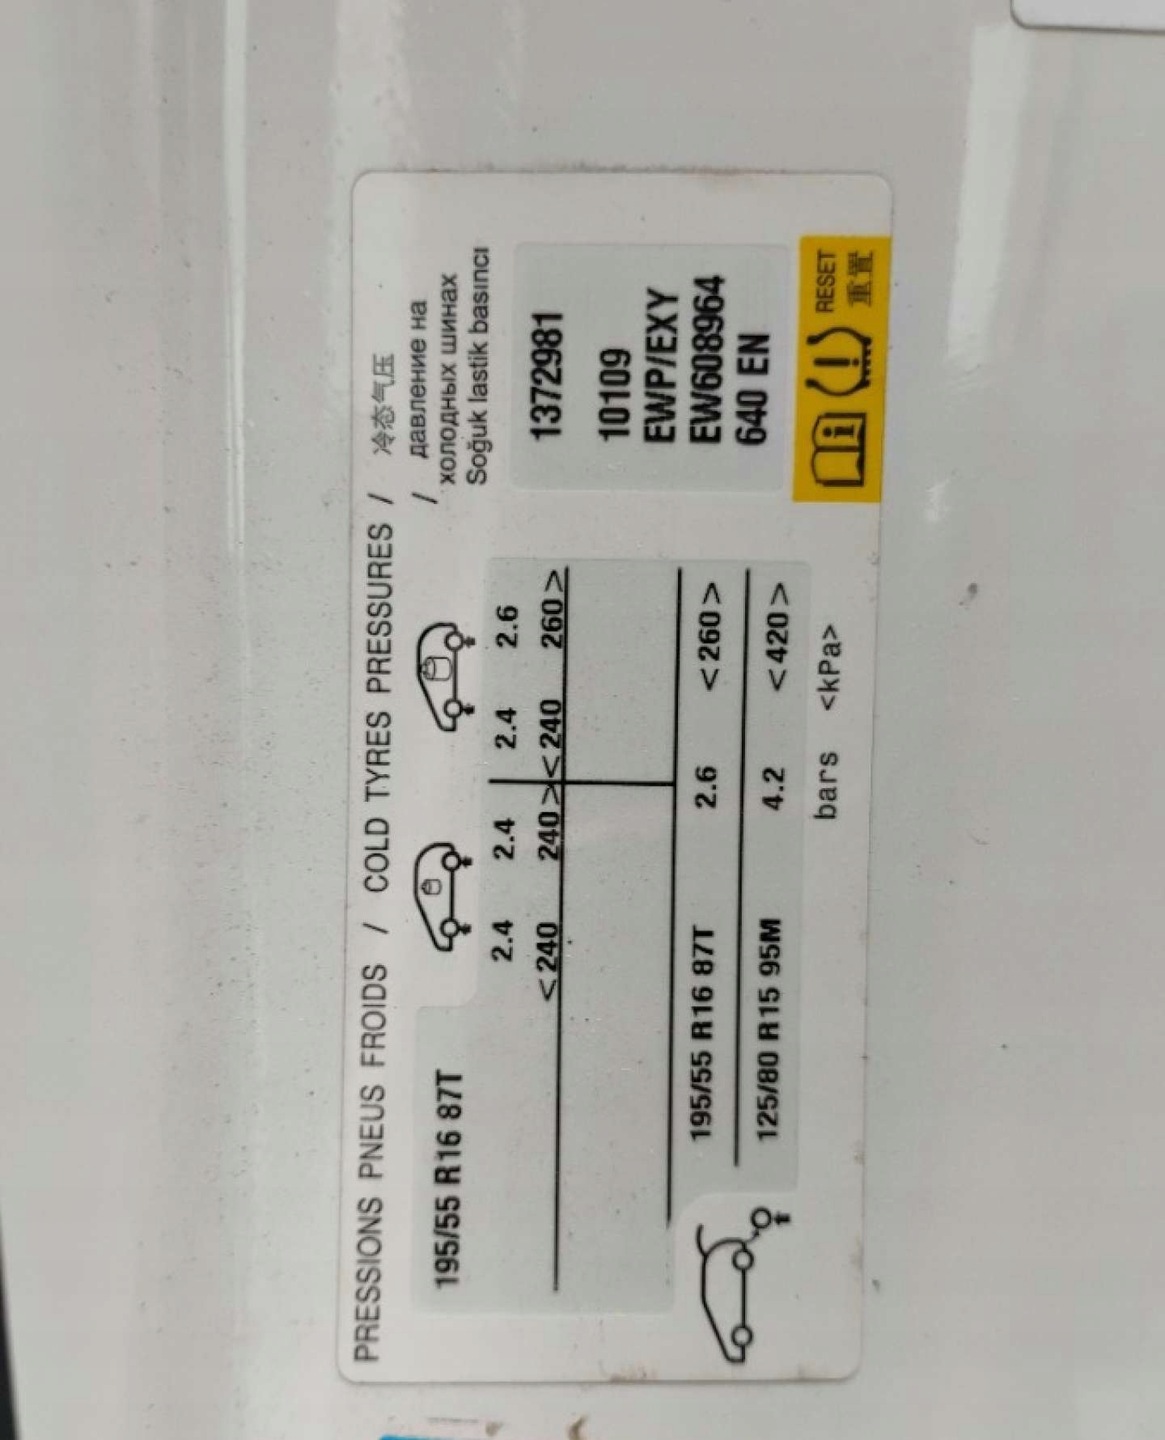 PRESSIONS PNEUS FROIDS / COLD TYRES PRESSURES / 冷态气压
/ давление на
холодных шинах
Soğuk lastik basıncı
195/55 R16 87T
2.4 2.4 2.4 2.6
<240 240> <240 260>
195/55 R16 87T 2.6 <260>
125/80 R15 95M 4.2 <420>
bars <kPa>
1372981
10109
EWP/EXY
EW608964
640 EN
RESET
重置